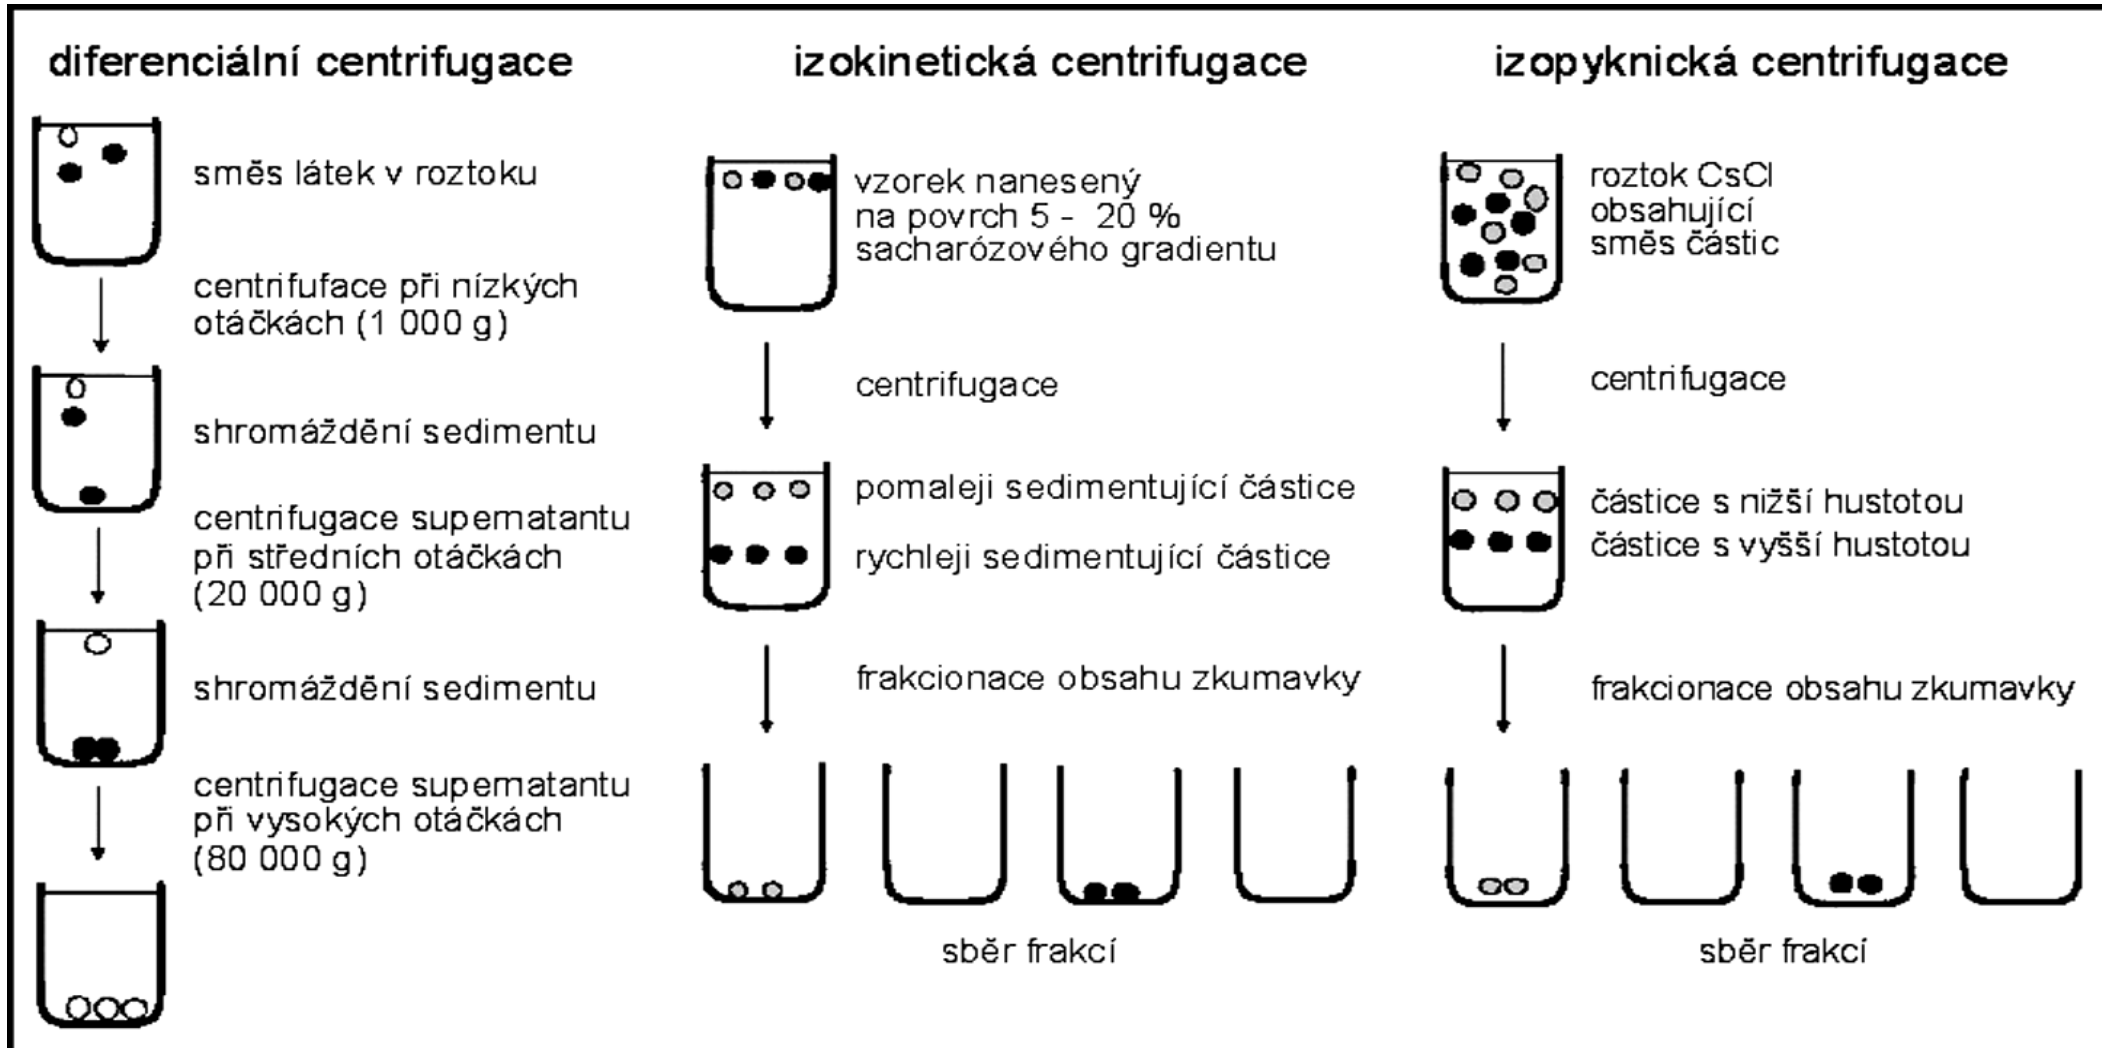 diferenciální centrifugace
směs látek v roztoku
centrifuface při nízkých
otáčkách (1 000 g)
shromáždění sedimentu
centrifugace supernatantu
při středních otáčkách
(20 000 g)
shromáždění sedimentu
centrifugace supernatantu
při vysokých otáčkách
(80 000 g)
izokinetická centrifugace
vzorek nanesený
na povrch 5 - 20 %
sacharózového gradientu
centrifugace
pomaleji sedimentující částice
rychleji sedimentující částice
frakcionace obsahu zkumavky
sběr frakcí
izopyknická centrifugace
roztok CsCl
obsahující
směs částic
centrifugace
částice s nižší hustotou
částice s vyšší hustotou
frakcionace obsahu zkumavky
sběr frakcí